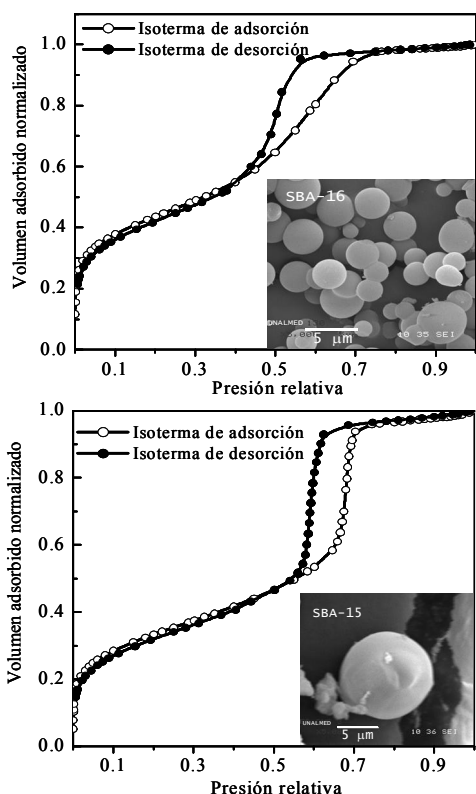 Isoterma de adsorción
Isoterma de desorción
1.0
0.8
0.6
0.4
0.2
0.0
Volumen adsorbido normalizado
SBA-16
UNALMED
5 µm
10 35 SEI
0.1 0.3 0.5 0.7 0.9
Presión relativa
Isoterma de adsorción
Isoterma de desorción
1.0
0.8
0.6
0.4
0.2
0.0
Volumen adsorbido normalizado
SBA-15
UNALMED
5 µm
10 36 SEI
0.1 0.3 0.5 0.7 0.9
Presión relativa